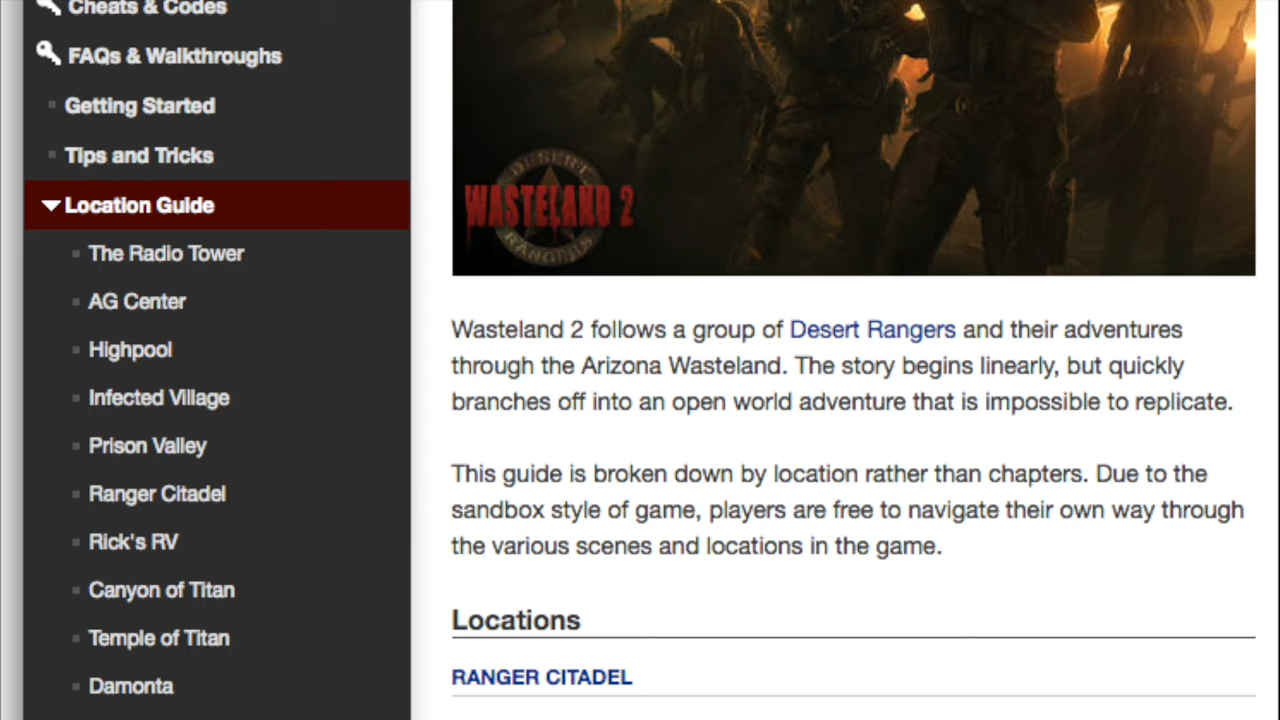 Cheats & Codes
FAQs & Walkthroughs
Getting Started
Tips and Tricks
Location Guide
The Radio Tower
AG Center
Highpool
Infected Village
Prison Valley
Ranger Citadel
Rick's RV
Canyon of Titan
Temple of Titan
Damonta
DESERT
WASTELAND 2
RANGERS
Wasteland 2 follows a group of Desert Rangers and their adventures
through the Arizona Wasteland. The story begins linearly, but quickly
branches off into an open world adventure that is impossible to replicate.
This guide is broken down by location rather than chapters. Due to the
sandbox style of game, players are free to navigate their own way through
the various scenes and locations in the game.
Locations
RANGER CITADEL